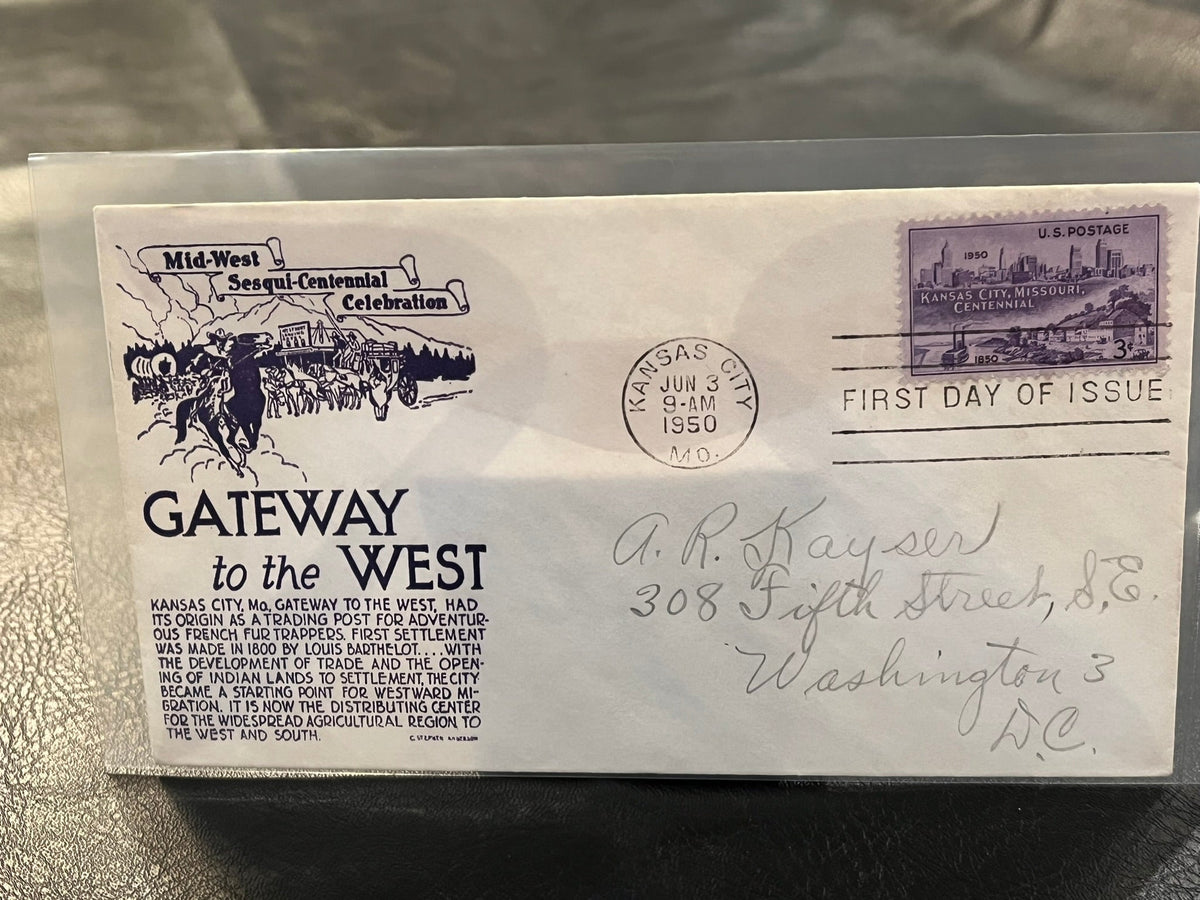 Mid-West
Sesqui-Centennial
Celebration
GATEWAY
to the WEST
KANSAS CITY, MO., GATEWAY TO THE WEST, HAD
ITS ORIGIN AS A TRADING POST FOR ADVENTUR-
OUS FRENCH FUR TRAPPERS. FIRST SETTLEMENT
WAS MADE IN 1800 BY LOUIS BARTHELOT....WITH
THE DEVELOPMENT OF TRADE AND THE OPEN-
ING OF INDIAN LANDS TO SETTLEMENT, THE CITY
BECAME A STARTING POINT FOR WESTWARD MI-
GRATION. IT IS NOW THE DISTRIBUTING CENTER
FOR THE WIDESPREAD AGRICULTURAL REGION TO
THE WEST AND SOUTH.
C. STEPHEN ANDERSON
KANSAS CITY
JUN 3
9-AM
1950
MO.
U.S. POSTAGE
1950
KANSAS CITY, MISSOURI,
CENTENNIAL
1850
3¢
FIRST DAY OF ISSUE
A. R. Kayser
308 Fifth Street, S.E.
Washington 3
D.C.